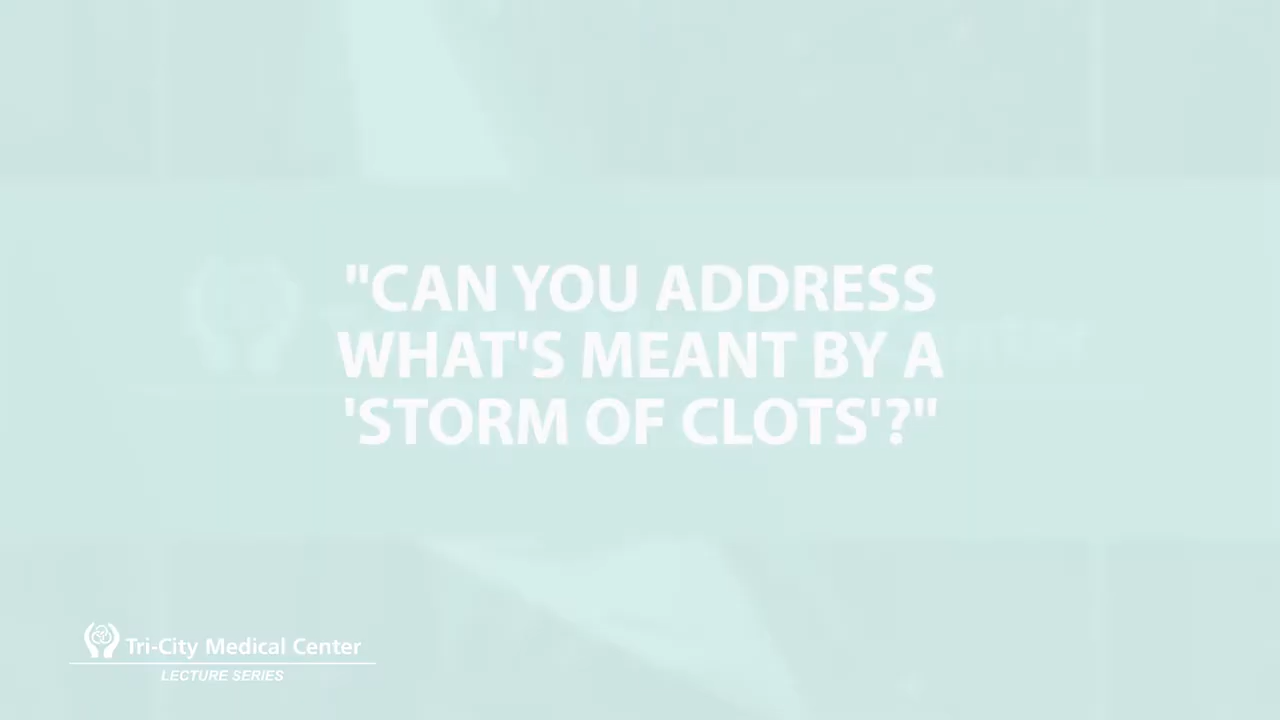 "CAN YOU ADDRESS
WHAT'S MEANT BY A
'STORM OF CLOTS'?"
Tri-City Medical Center
LECTURE SERIES